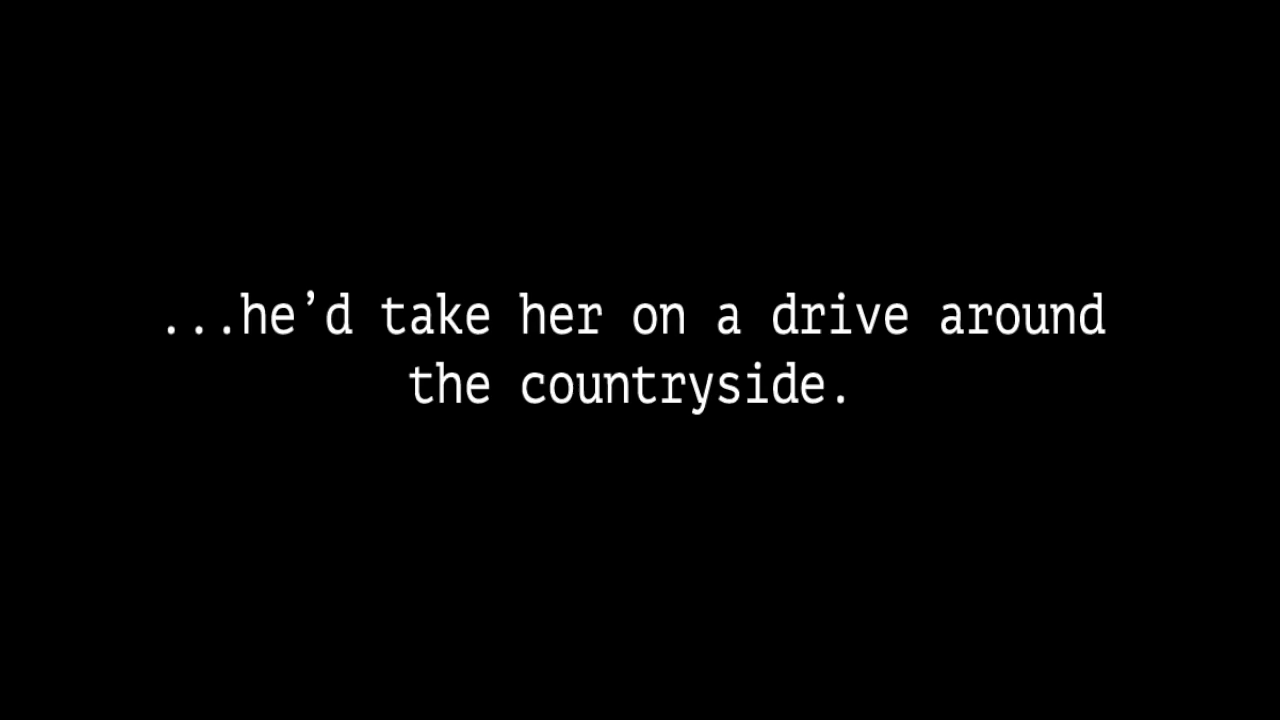 ...he’d take her on a drive around
the countryside.